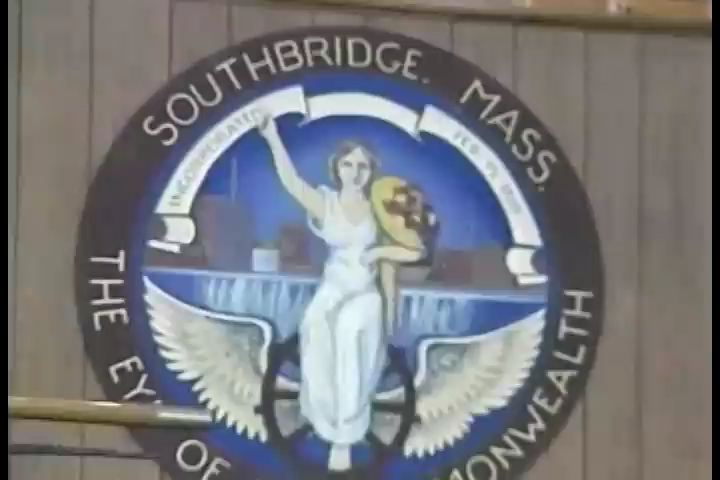 SOUTHBRIDGE, MASS.
INCORPORATED
THE EY
OF
MONWEALTH